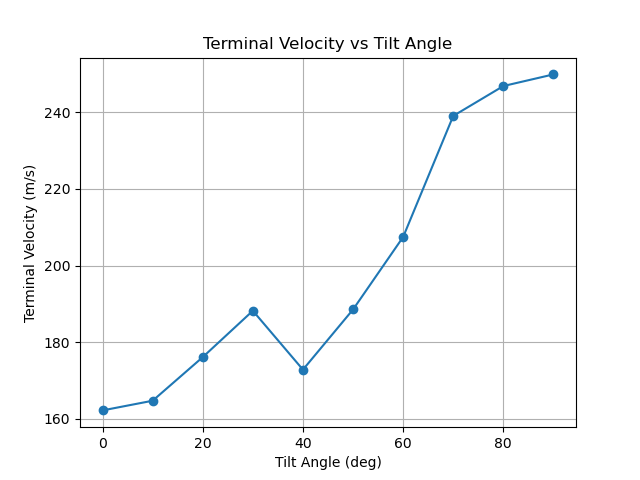 Terminal Velocity vs Tilt Angle
Terminal Velocity (m/s)
240
220
200
180
160
0 20 40 60 80
Tilt Angle (deg)